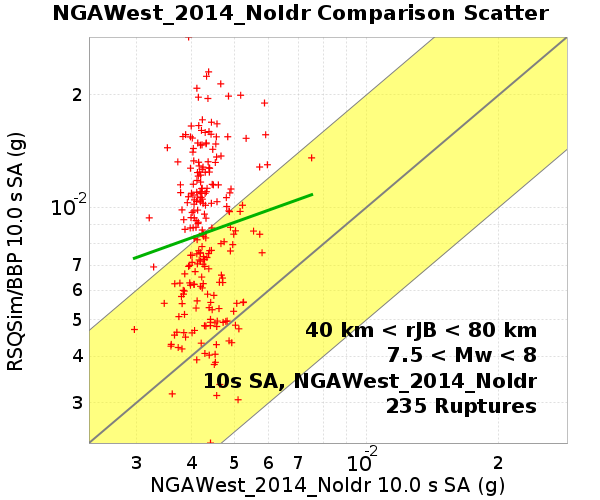 NGAWest_2014_NoIdr Comparison Scatter
RSQSim/BBP 10.0 s SA (g)
2
10-2
7
6
5
4
3
40 km < rJB < 80 km
7.5 < Mw < 8
10s SA, NGAWest_2014_NoIdr
235 Ruptures
3 4 5 6 7 10-2 2
NGAWest_2014_NoIdr 10.0 s SA (g)